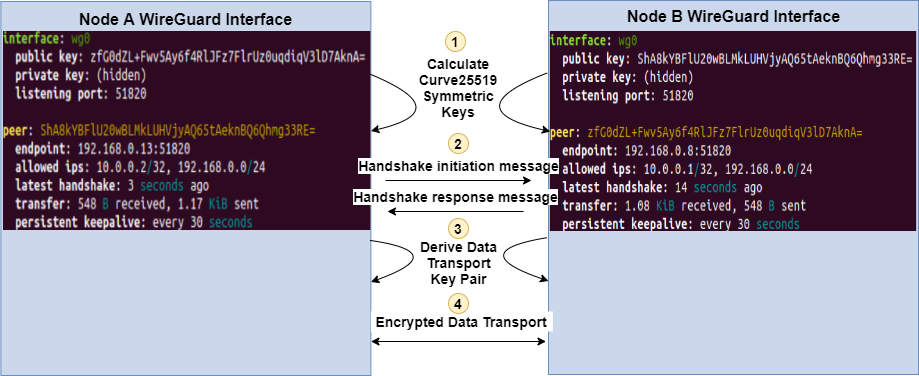 Node A WireGuard Interface
interface: wg0
public key: zfG0dZL+Fwv5Ay6f4RlJFz7FlrUz0uqdiqV3lD7AknA=
private key: (hidden)
listening port: 51820
peer: ShA8kYBFlU20wBLMkLUHVjyAQ65tAeknBQ6Qhmg33RE=
endpoint: 192.168.0.13:51820
allowed ips: 10.0.0.2/32, 192.168.0.0/24
latest handshake: 3 seconds ago
transfer: 548 B received, 1.17 KiB sent
persistent keepalive: every 30 seconds
1
Calculate
Curve25519
Symmetric
Keys
2
Handshake initiation message
Handshake response message
3
Derive Data
Transport
Key Pair
4
Encrypted Data Transport
Node B WireGuard Interface
interface: wg0
public key: ShA8kYBFlU20wBLMkLUHVjyAQ65tAeknBQ6Qhmg33RE=
private key: (hidden)
listening port: 51820
peer: zfG0dZL+Fwv5Ay6f4RlJFz7FlrUz0uqdiqV3lD7AknA=
endpoint: 192.168.0.8:51820
allowed ips: 10.0.0.1/32, 192.168.0.0/24
latest handshake: 14 seconds ago
transfer: 1.08 KiB received, 548 B sent
persistent keepalive: every 30 seconds